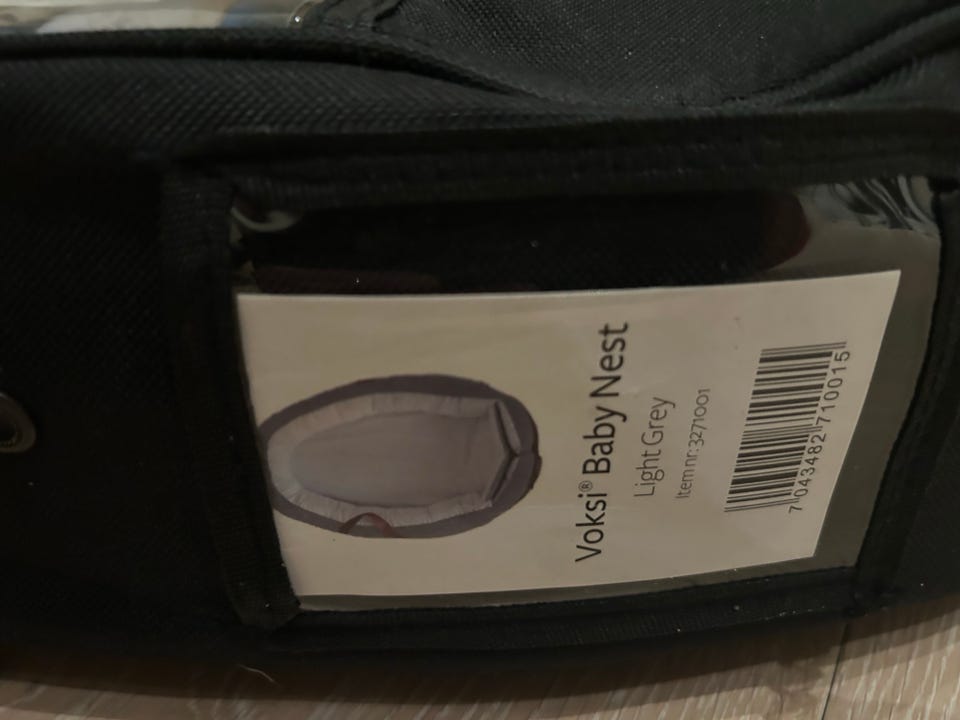 Voksi® Baby Nest
Light Grey
Item nr: 3271001
7 043482 710015